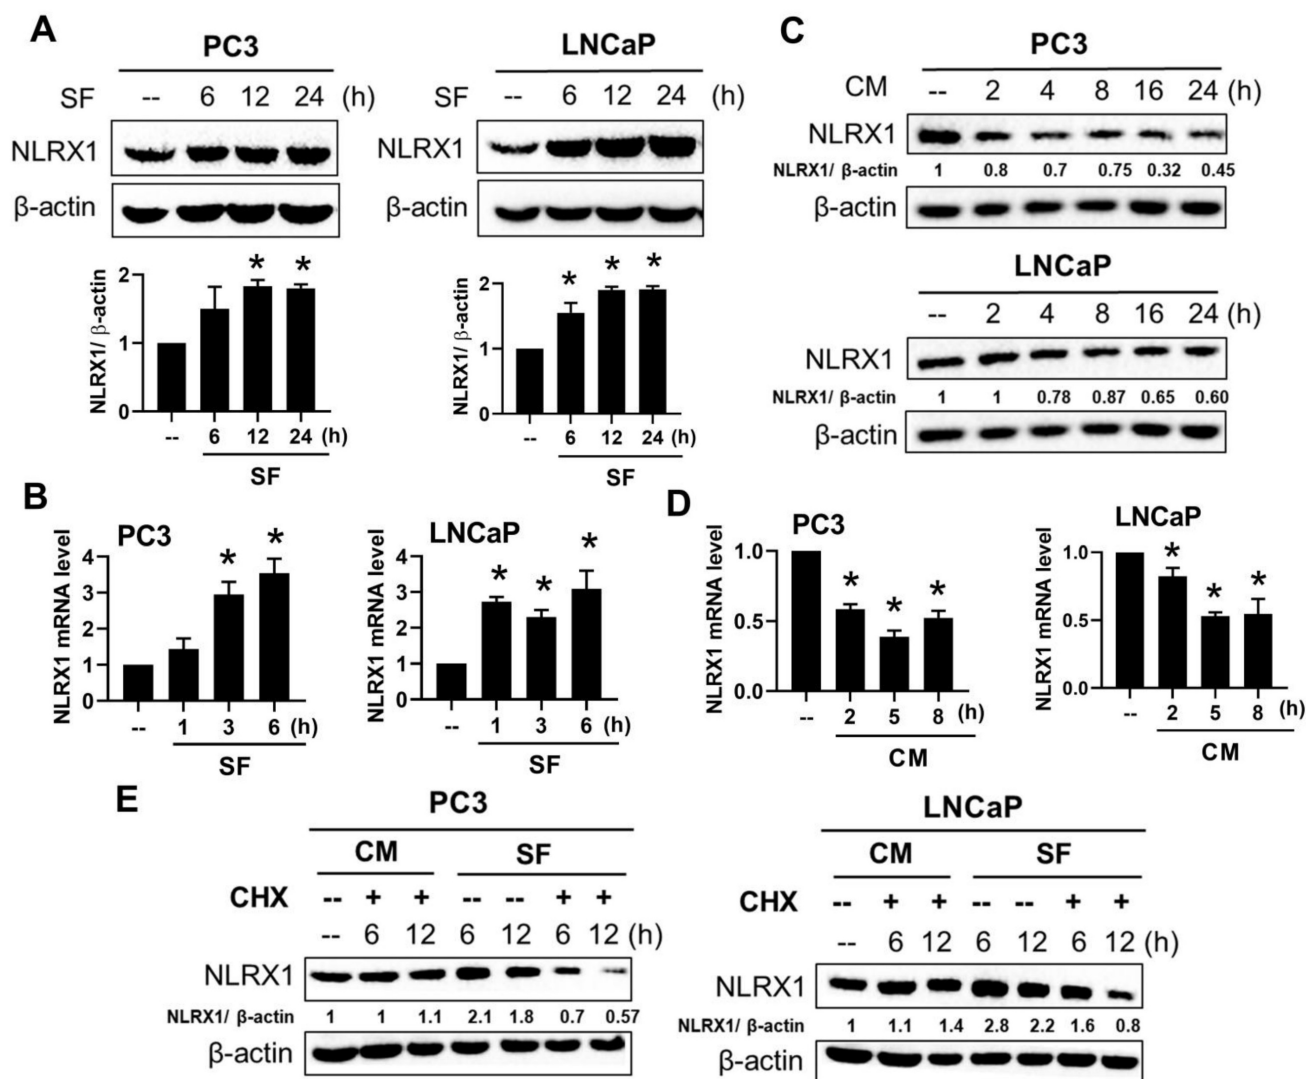 A
PC3
SF -- 6 12 24 (h)
NLRX1
β-actin
NLRX1/ β-actin
2
1
0
-- 6 12 24 (h)
* *
SF
LNCaP
SF -- 6 12 24 (h)
NLRX1
β-actin
NLRX1/ β-actin
2
1
0
-- 6 12 24 (h)
* * *
SF
B
PC3
NLRX1 mRNA level
4
3
2
1
0
* *
-- 1 3 6 (h)
SF
LNCaP
NLRX1 mRNA level
4
3
2
1
0
* * *
-- 1 3 6 (h)
SF
C
PC3
CM -- 2 4 8 16 24 (h)
NLRX1
NLRX1/ β-actin 1 0.8 0.7 0.75 0.32 0.45
β-actin
LNCaP
-- 2 4 8 16 24 (h)
NLRX1
NLRX1/ β-actin 1 1 0.78 0.87 0.65 0.60
β-actin
D
PC3
NLRX1 mRNA level
1.0
0.5
0.0
* * *
-- 2 5 8 (h)
CM
LNCaP
NLRX1 mRNA level
1.0
0.5
0.0
* * *
-- 2 5 8 (h)
CM
E
PC3
CM SF
CHX -- + + -- -- + +
-- 6 12 6 12 6 12 (h)
NLRX1
NLRX1/ β-actin 1 1 1.1 2.1 1.8 0.7 0.57
β-actin
LNCaP
CM SF
CHX -- + + -- -- + +
-- 6 12 6 12 6 12 (h)
NLRX1
NLRX1/ β-actin 1 1.1 1.4 2.8 2.2 1.6 0.8
β-actin